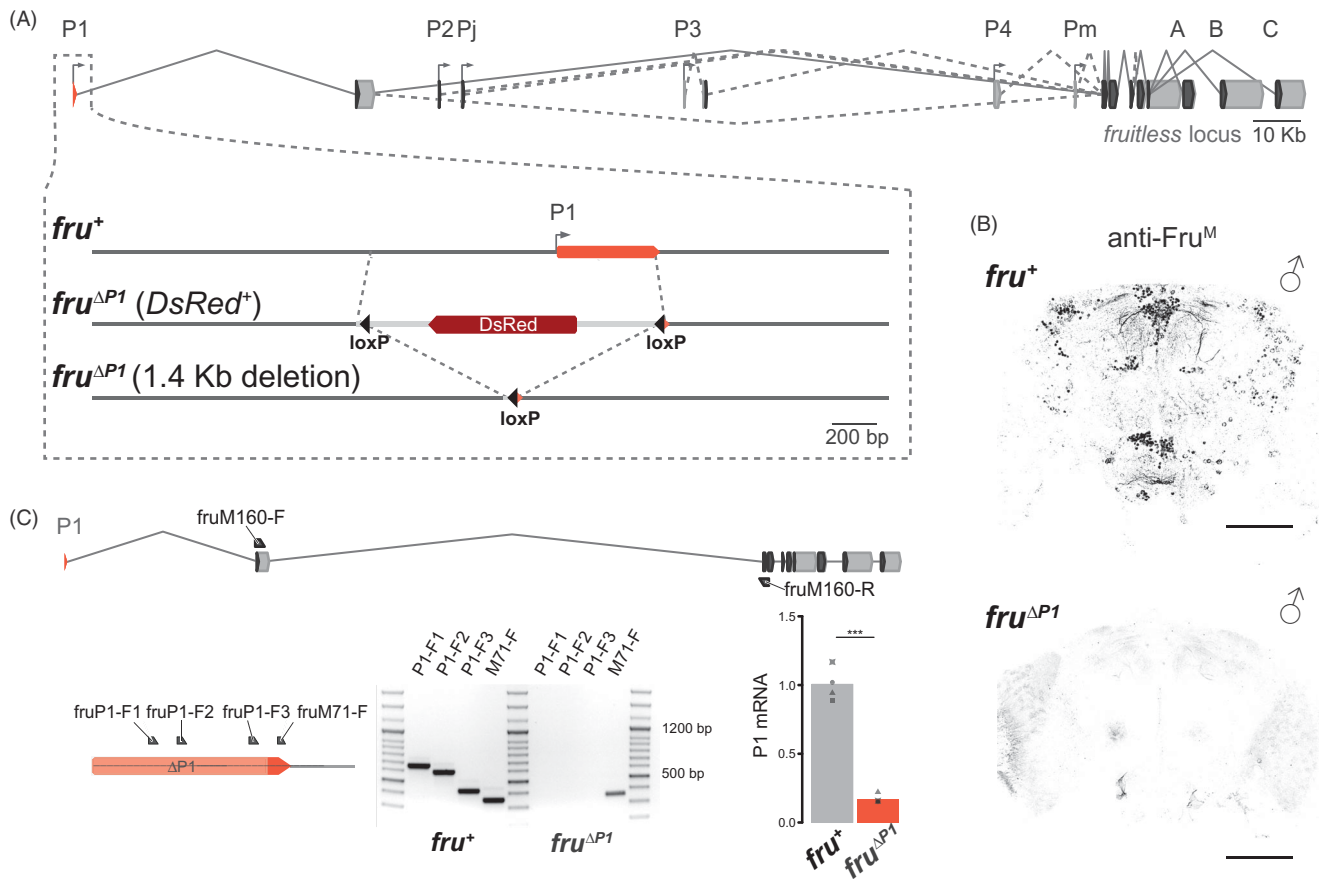 (A)
P1 P2 Pj P3 P4 Pm A B C
fruitless locus 10 Kb
P1
fru+
fruΔP1 (DsRed+)
DsRed
loxP loxP
fruΔP1 (1.4 Kb deletion)
loxP
200 bp
(B)
anti-FruM
fru+ ♂
fruΔP1 ♂
(C)
P1
fruM160-F
fruM160-R
fruP1-F1 fruP1-F2 fruP1-F3 fruM71-F
ΔP1
P1-F1 P1-F2 P1-F3 M71-F P1-F1 P1-F2 P1-F3 M71-F
1200 bp
500 bp
fru+ fruΔP1
P1 mRNA
1.5
1.0
0.5
0.0
***
fru+ fruΔP1